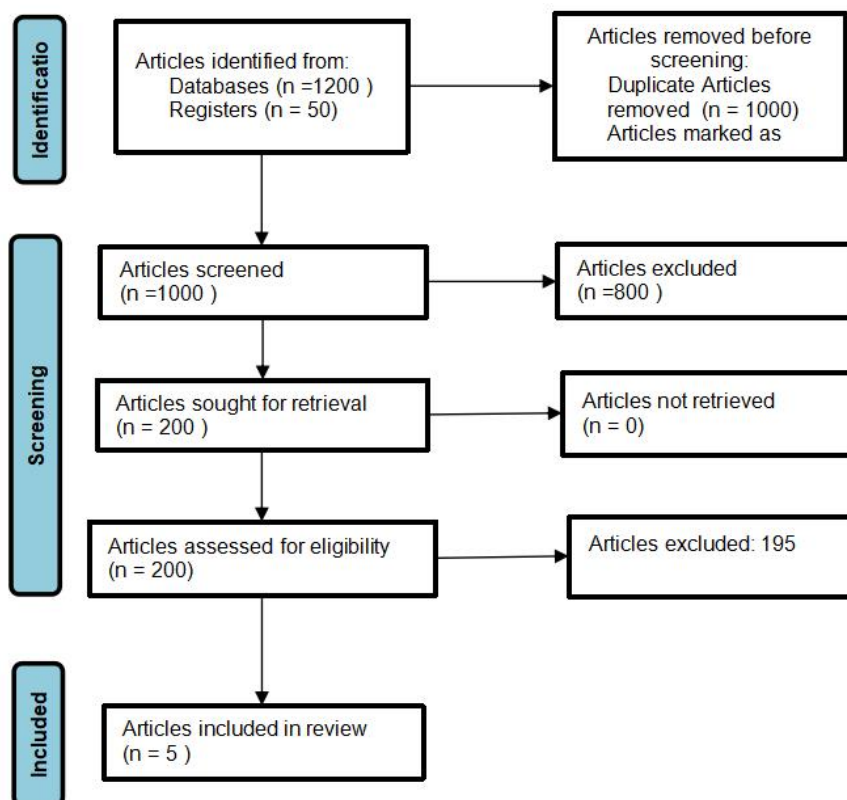 Identificatio
Articles identified from:
Databases (n =1200 )
Registers (n = 50)
Articles removed before
screening:
Duplicate Articles
removed (n = 1000)
Articles marked as
Screening
Articles screened
(n =1000 )
Articles excluded
(n =800 )
Articles sought for retrieval
(n = 200 )
Articles not retrieved
(n = 0)
Articles assessed for eligibility
(n = 200)
Articles excluded: 195
Included
Articles included in review
(n = 5 )